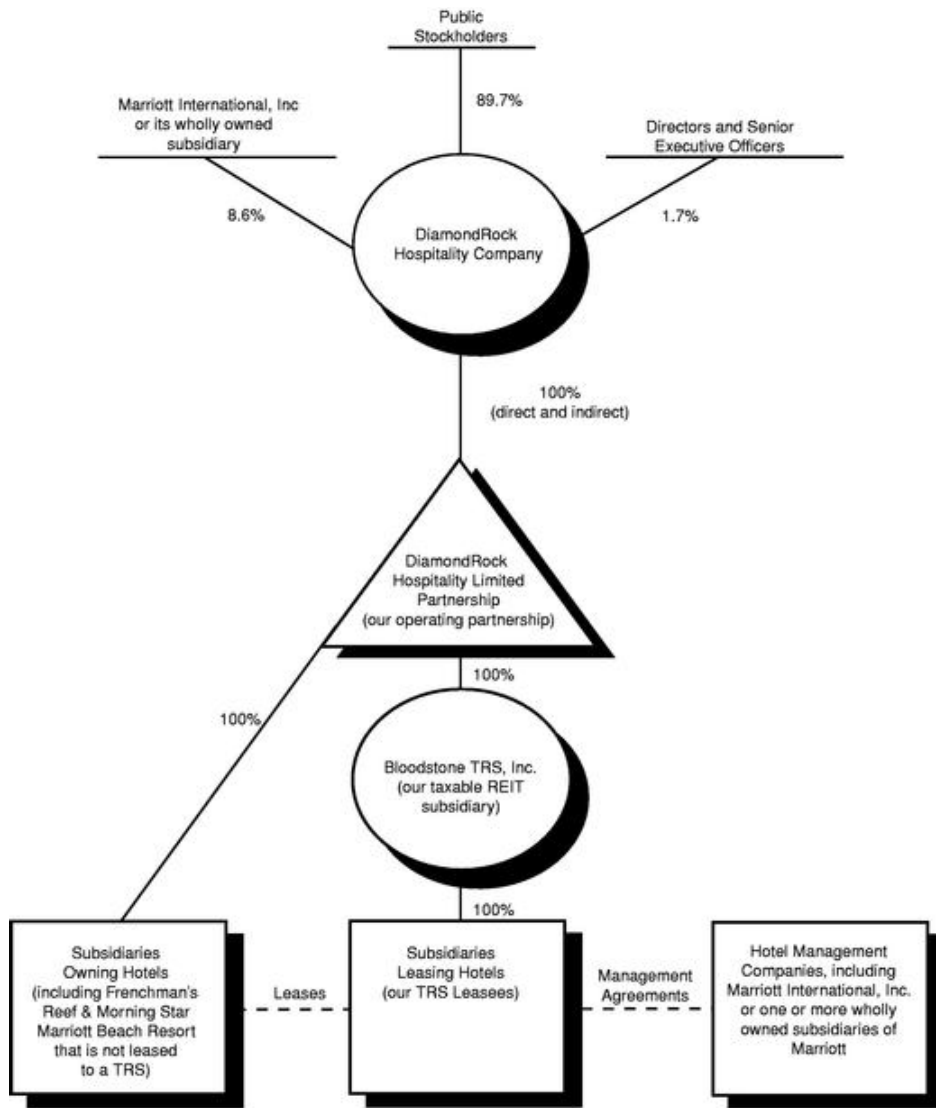 Public
Stockholders
89.7%
Marriott International, Inc
or its wholly owned
subsidiary
8.6%
Directors and Senior
Executive Officers
1.7%
DiamondRock
Hospitality Company
100%
(direct and indirect)
DiamondRock
Hospitality Limited
Partnership
(our operating partnership)
100%
100%
Bloodstone TRS, Inc.
(our taxable REIT
subsidiary)
100%
Subsidiaries
Owning Hotels
(including Frenchman's
Reef & Morning Star
Marriott Beach Resort
that is not leased
to a TRS)
Leases
Subsidiaries
Leasing Hotels
(our TRS Leasees)
Management
Agreements
Hotel Management
Companies, including
Marriott International, Inc.
or one or more wholly
owned subsidiaries of
Marriott